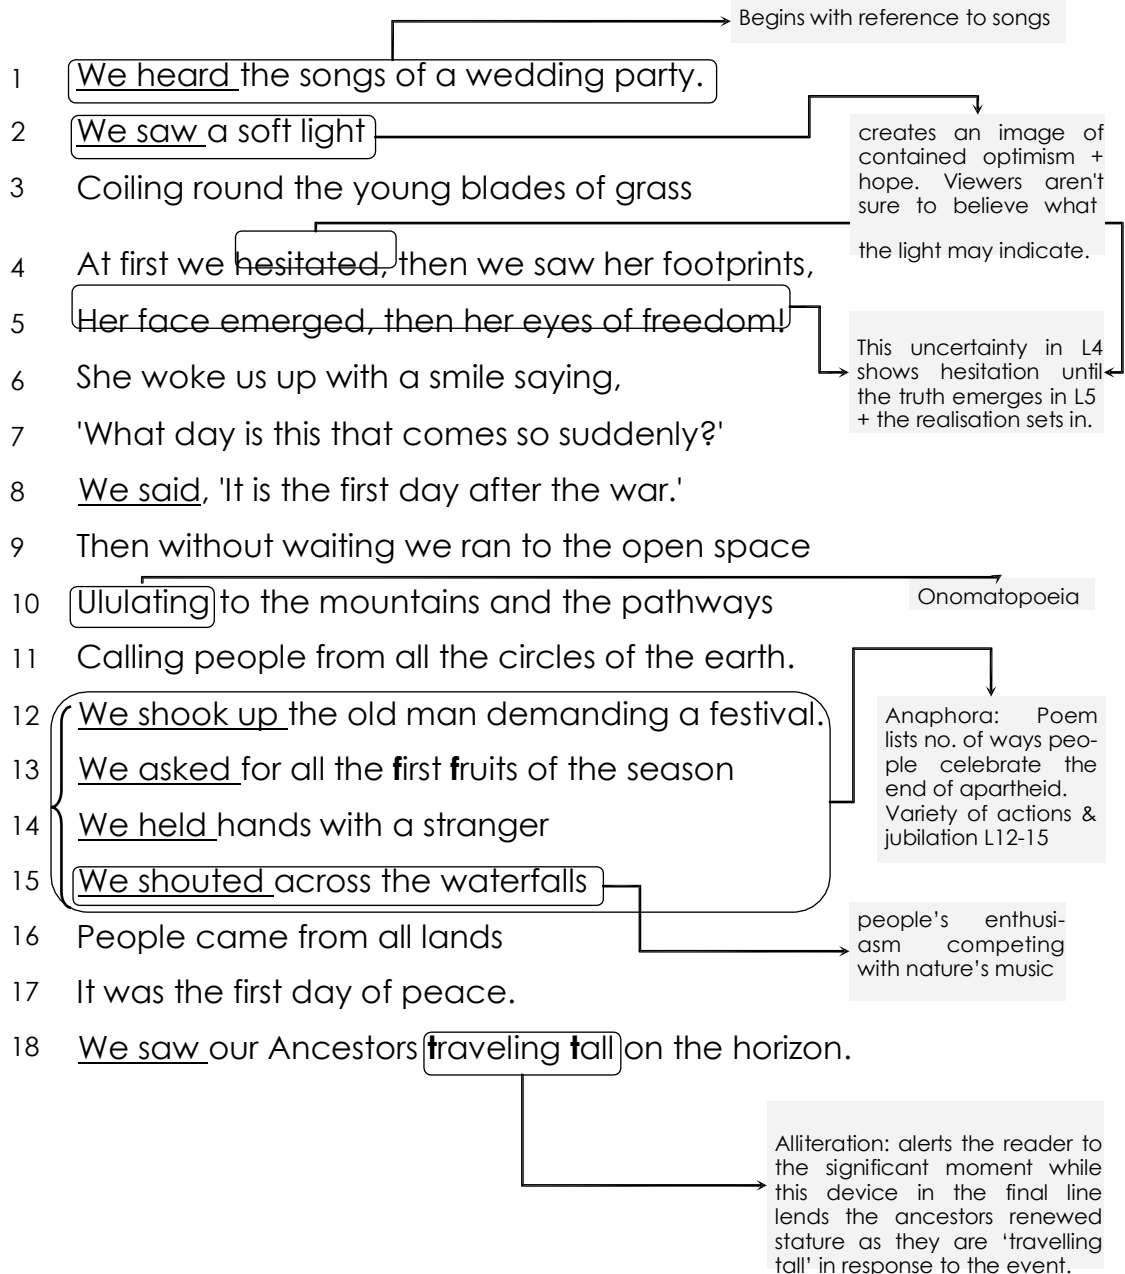 Begins with reference to songs
1 We heard the songs of a wedding party.
2 We saw a soft light
creates an image of
contained optimism +
hope. Viewers aren't
sure to believe what
the light may indicate.
3 Coiling round the young blades of grass
4 At first we hesitated, then we saw her footprints,
5 Her face emerged, then her eyes of freedom!
This uncertainty in L4
shows hesitation until
the truth emerges in L5
+ the realisation sets in.
6 She woke us up with a smile saying,
7 'What day is this that comes so suddenly?'
8 We said, 'It is the first day after the war.'
9 Then without waiting we ran to the open space
10 Ululating to the mountains and the pathways
Onomatopoeia
11 Calling people from all the circles of the earth.
12 We shook up the old man demanding a festival.
13 We asked for all the first fruits of the season
14 We held hands with a stranger
15 We shouted across the waterfalls
Anaphora: Poem
lists no. of ways peo-
ple celebrate the
end of apartheid.
Variety of actions &
jubilation L12-15
people’s enthusi-
asm competing
with nature’s music
16 People came from all lands
17 It was the first day of peace.
18 We saw our Ancestors traveling tall on the horizon.
Alliteration: alerts the reader to
the significant moment while
this device in the final line
lends the ancestors renewed
stature as they are ‘travelling
tall’ in response to the event.